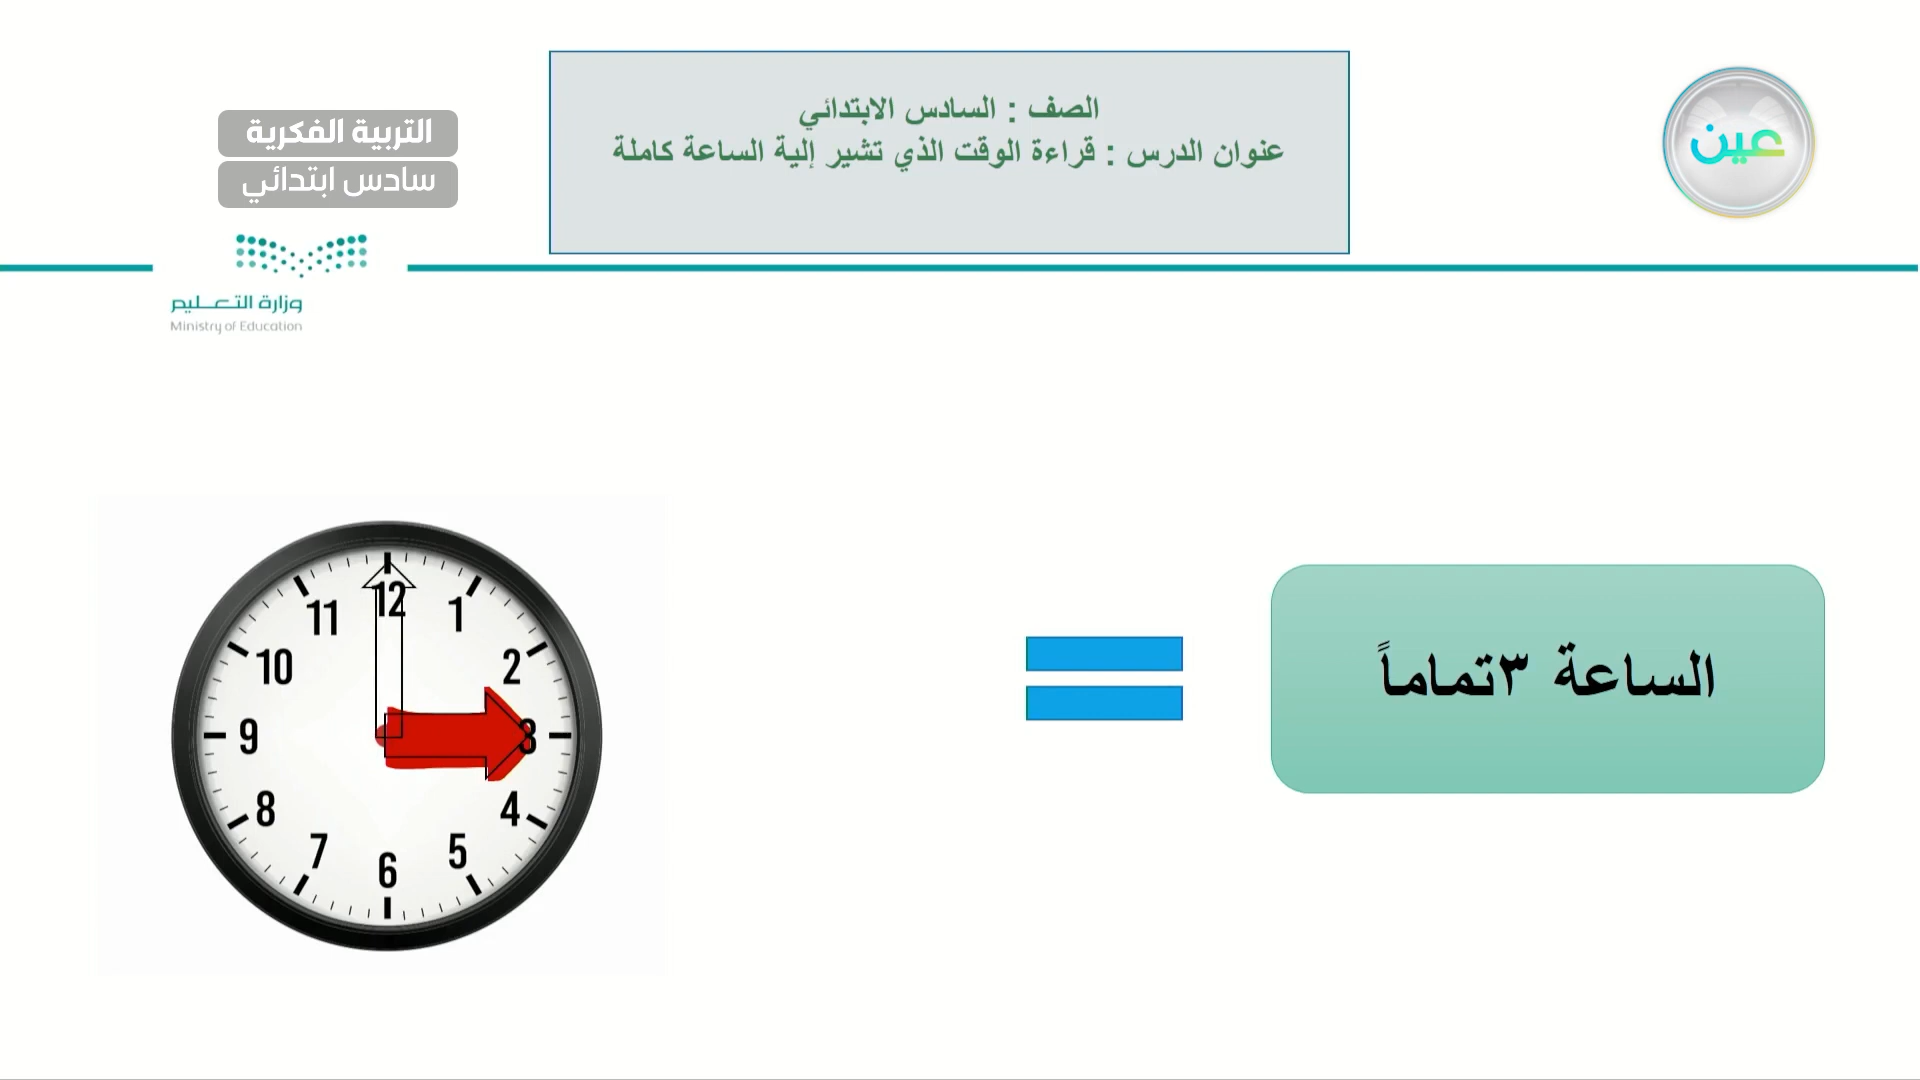 الصف : السادس الابتدائي
عنوان الدرس : قراءة الوقت الذي تشير إلية الساعة كاملة
عين
التربية الفكرية
سادس ابتدائي
وزارة التعليم
Ministry of Education
الساعة ٣تماماً
12
1
2
3
4
5
6
7
8
9
10
11